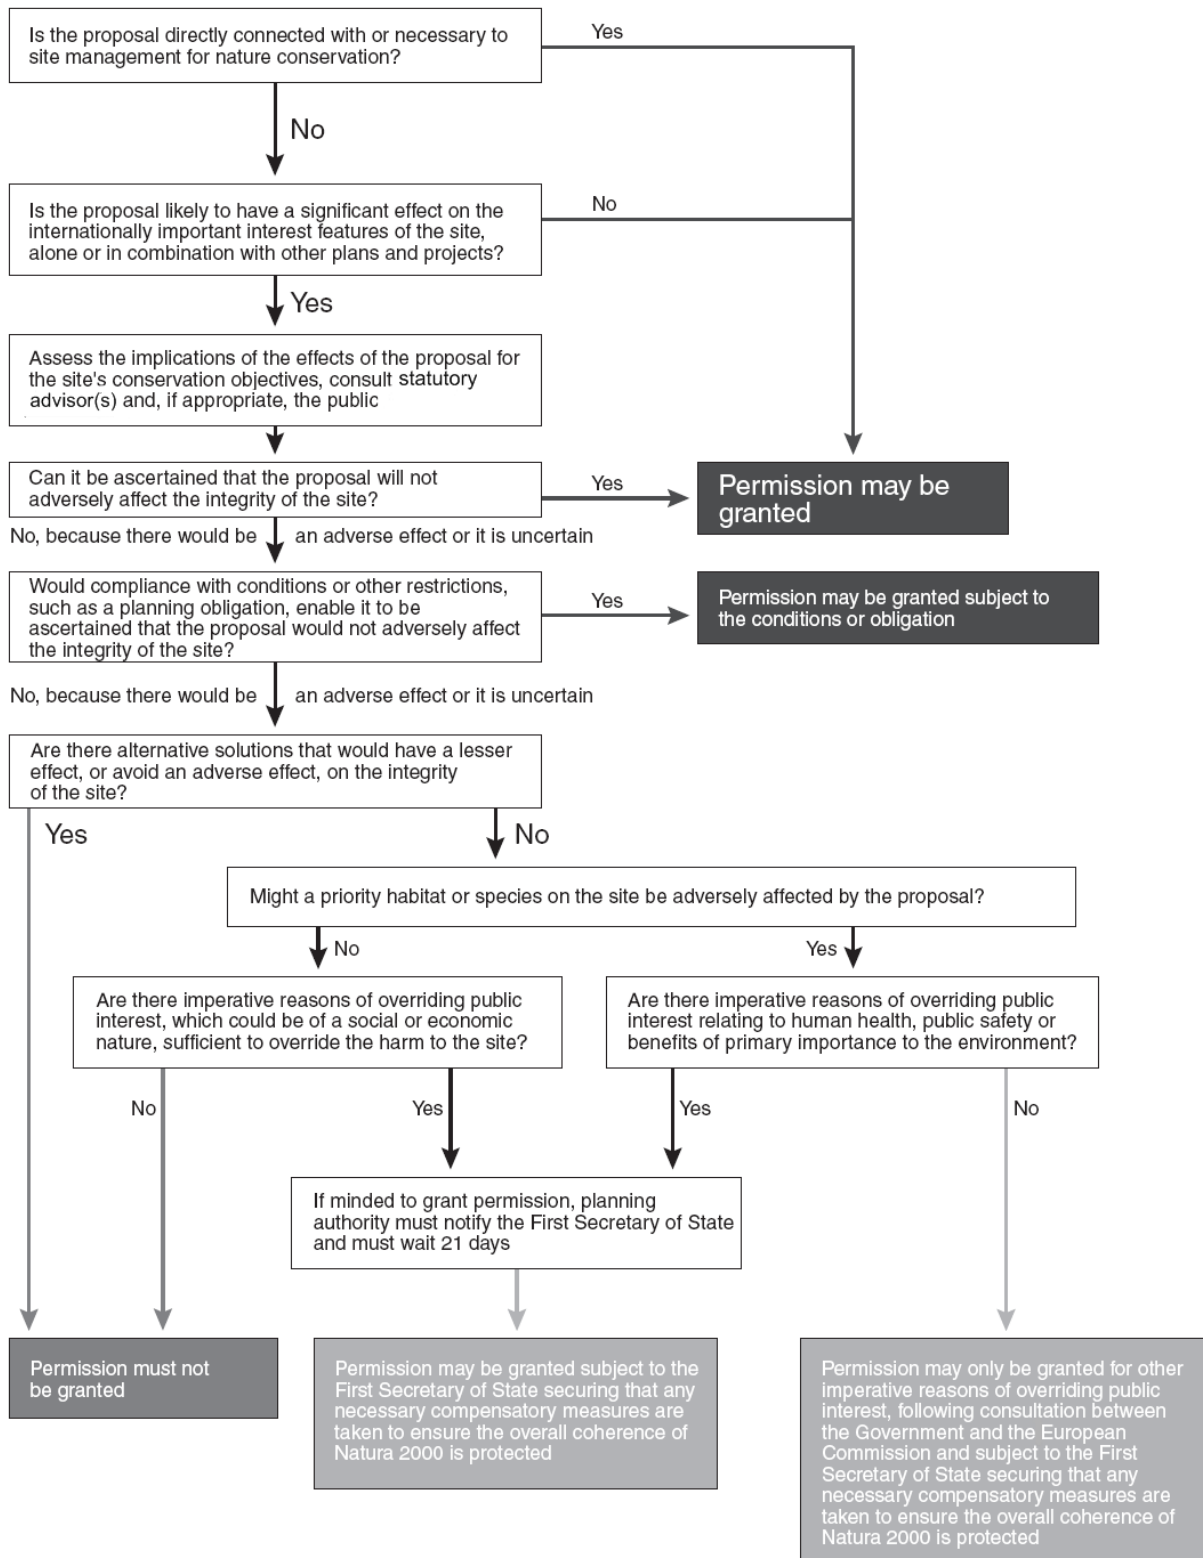 Is the proposal directly connected with or necessary to
site management for nature conservation?
Yes
No
Is the proposal likely to have a significant effect on the
internationally important interest features of the site,
alone or in combination with other plans and projects?
No
Yes
Assess the implications of the effects of the proposal for
the site's conservation objectives, consult statutory
advisor(s) and, if appropriate, the public
Can it be ascertained that the proposal will not
adversely affect the integrity of the site?
Yes
Permission may be
granted
No, because there would be an adverse effect or it is uncertain
Would compliance with conditions or other restrictions,
such as a planning obligation, enable it to be
ascertained that the proposal would not adversely affect
the integrity of the site?
Yes
Permission may be granted subject to
the conditions or obligation
No, because there would be an adverse effect or it is uncertain
Are there alternative solutions that would have a lesser
effect, or avoid an adverse effect, on the integrity
of the site?
Yes
No
Might a priority habitat or species on the site be adversely affected by the proposal?
No
Yes
Are there imperative reasons of overriding public
interest, which could be of a social or economic
nature, sufficient to override the harm to the site?
Are there imperative reasons of overriding public
interest relating to human health, public safety or
benefits of primary importance to the environment?
No
Yes
Yes
No
If minded to grant permission, planning
authority must notify the First Secretary of State
and must wait 21 days
Permission must not
be granted
Permission may be granted subject to the
First Secretary of State securing that any
necessary compensatory measures are
taken to ensure the overall coherence of
Natura 2000 is protected
Permission may only be granted for other
imperative reasons of overriding public
interest, following consultation between
the Government and the European
Commission and subject to the First
Secretary of State securing that any
necessary compensatory measures are
taken to ensure the overall coherence of
Natura 2000 is protected